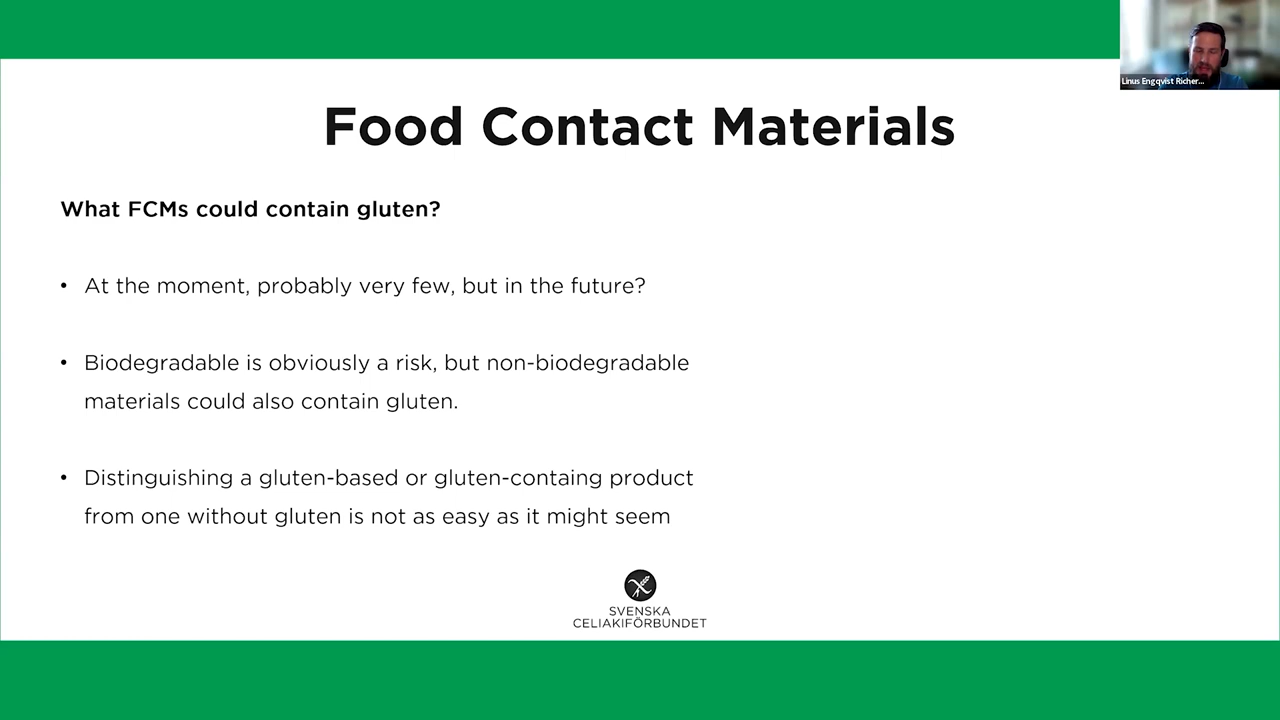 Linus Engqvist Richer...
Food Contact Materials
What FCMs could contain gluten?
• At the moment, probably very few, but in the future?
• Biodegradable is obviously a risk, but non-biodegradable
materials could also contain gluten.
• Distinguishing a gluten-based or gluten-containg product
from one without gluten is not as easy as it might seem
SVENSKA
CELIAKIFÖRBUNDET